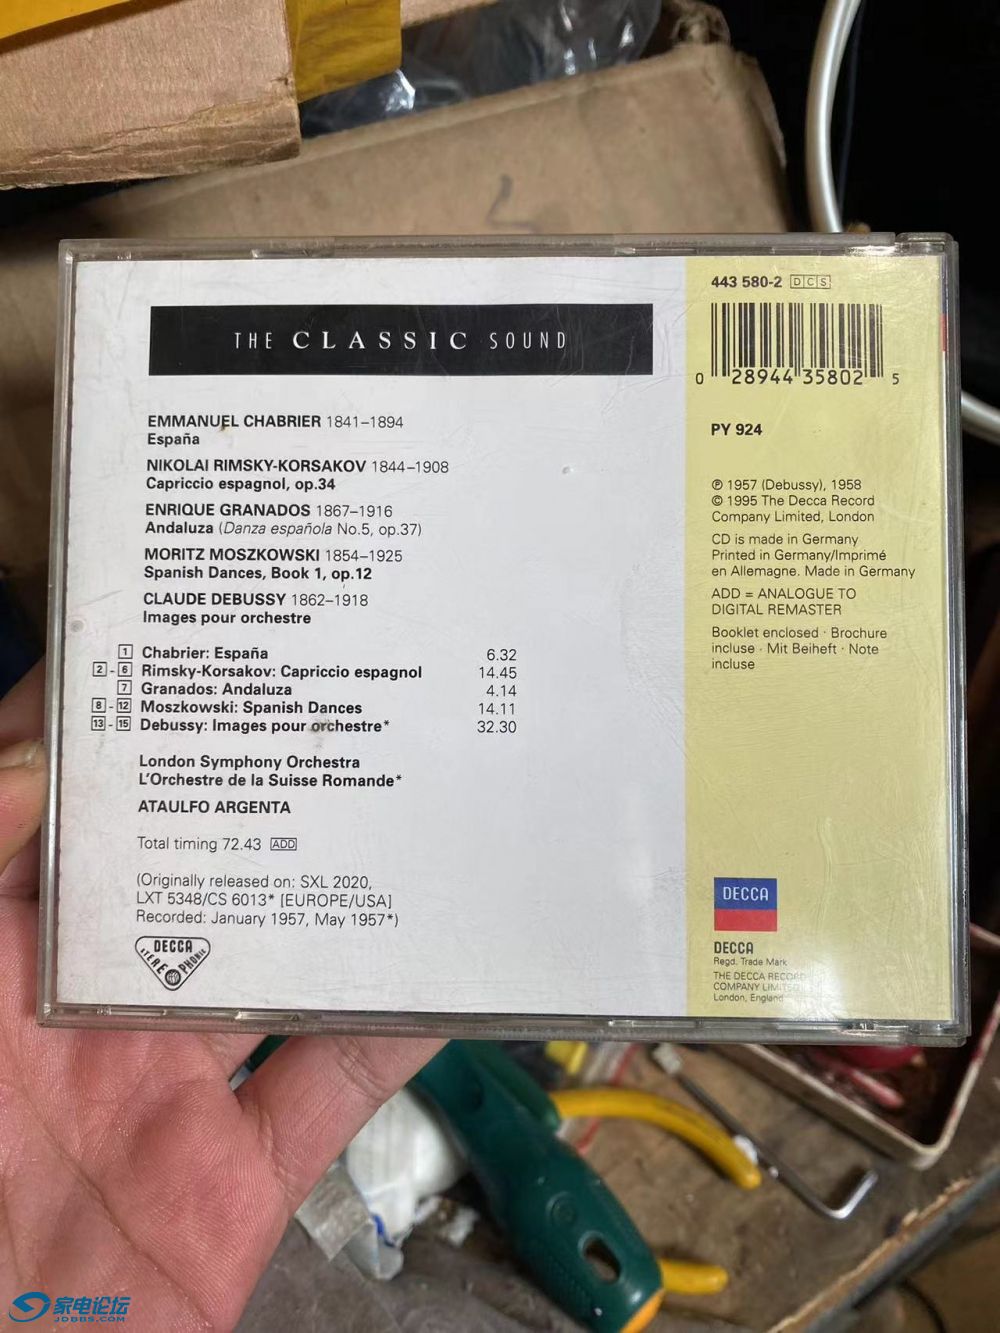 THE CLASSIC SOUND
EMMANUEL CHABRIER 1841–1894
España
NIKOLAI RIMSKY-KORSAKOV 1844–1908
Capriccio espagnol, op.34
ENRIQUE GRANADOS 1867–1916
Andaluza (Danza española No.5, op.37)
MORITZ MOSZKOWSKI 1854–1925
Spanish Dances, Book 1, op.12
CLAUDE DEBUSSY 1862–1918
Images pour orchestre
1 Chabrier: España 6.32
2 - 6 Rimsky-Korsakov: Capriccio espagnol 14.45
7 Granados: Andaluza 4.14
8 - 12 Moszkowski: Spanish Dances 14.11
13 - 15 Debussy: Images pour orchestre* 32.30
London Symphony Orchestra
L'Orchestre de la Suisse Romande*
ATAULFO ARGENTA
Total timing 72.43 ADD
(Originally released on: SXL 2020,
LXT 5348/CS 6013* [EUROPE/USA]
Recorded: January 1957, May 1957*)
DECCA
STEREOPHONIC
443 580-2 DCS
0 28944 35802 5
PY 924
℗ 1957 (Debussy), 1958
© 1995 The Decca Record
Company Limited, London
CD is made in Germany
Printed in Germany/Imprimé
en Allemagne. Made in Germany
ADD = ANALOGUE TO
DIGITAL REMASTER
Booklet enclosed · Brochure
incluse · Mit Beiheft · Note
incluse
DECCA
DECCA
Regd. Trade Mark
THE DECCA RECORD
COMPANY LIMITED
London, England
家电论坛
JDBBS.COM